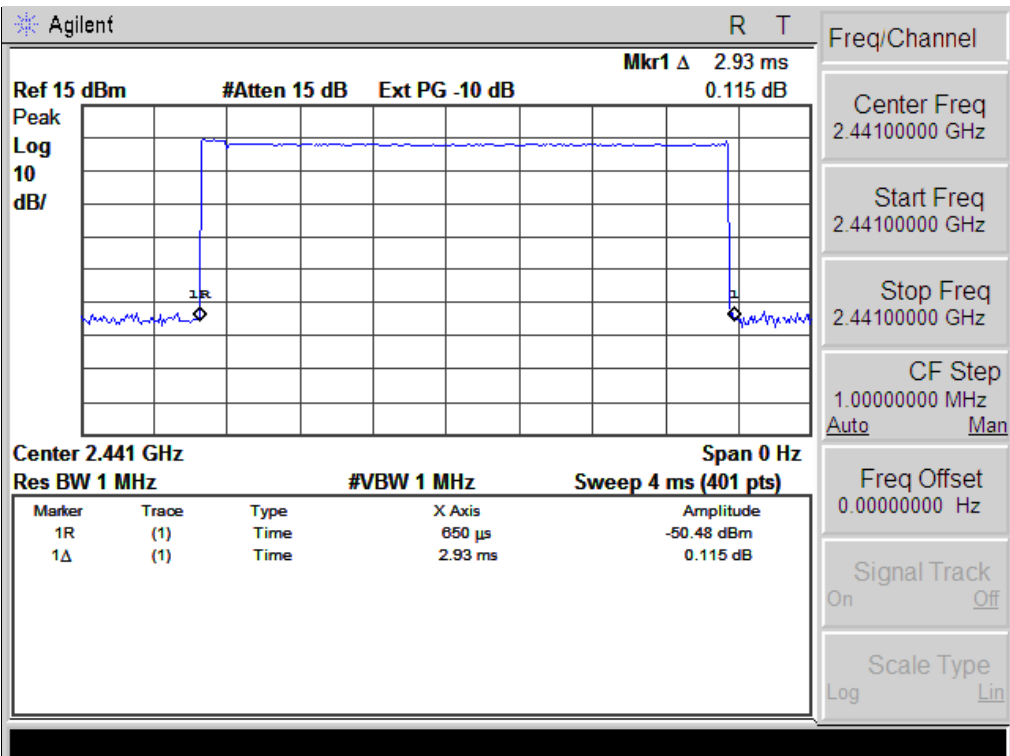 Agilent R T
Mkr1 Δ 2.93 ms
Ref 15 dBm #Atten 15 dB Ext PG -10 dB 0.115 dB
Peak
Log
10
dB/
1R
1
Center 2.441 GHz Span 0 Hz
Res BW 1 MHz #VBW 1 MHz Sweep 4 ms (401 pts)
Marker Trace Type X Axis Amplitude
1R (1) Time 650 µs -50.48 dBm
1Δ (1) Time 2.93 ms 0.115 dB
Freq/Channel
Center Freq
2.44100000 GHz
Start Freq
2.44100000 GHz
Stop Freq
2.44100000 GHz
CF Step
1.00000000 MHz
Auto Man
Freq Offset
0.00000000 Hz
Signal Track
On Off
Scale Type
Log Lin